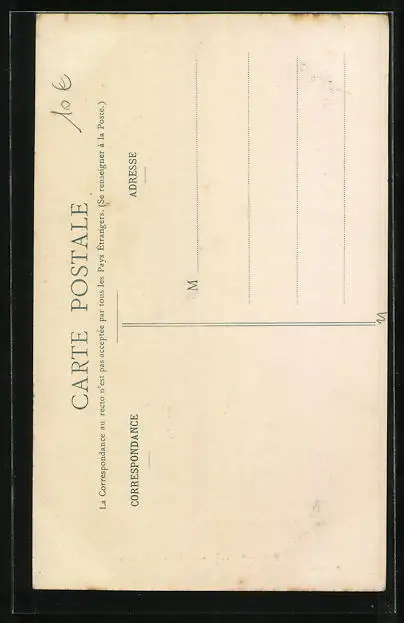 10 €
CARTE POSTALE
La Correspondance au recto n'est pas acceptée par tous les Pays Étrangers. (Se renseigner à la Poste.)
CORRESPONDANCE
ADRESSE
M